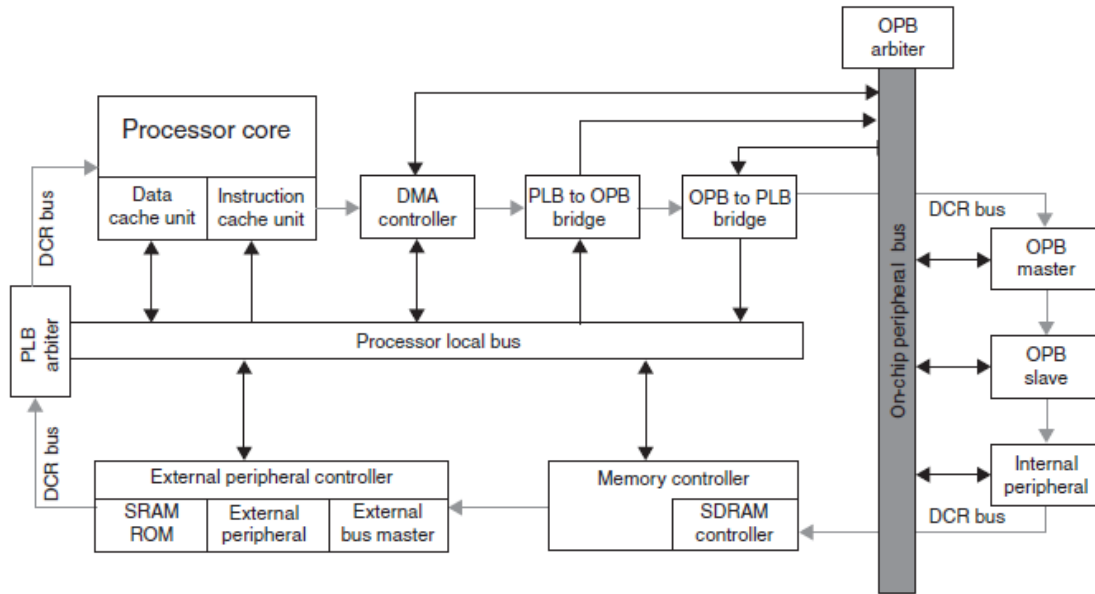 OPB
arbiter
Processor core
Data
cache unit
Instruction
cache unit
DMA
controller
PLB to OPB
bridge
OPB to PLB
bridge
DCR bus
DCR bus
OPB
master
PLB
arbiter
Processor local bus
On-chip peripheral bus
OPB
slave
DCR bus
External peripheral controller
SRAM
ROM
External
peripheral
External
bus master
Memory controller
SDRAM
controller
Internal
peripheral
DCR bus